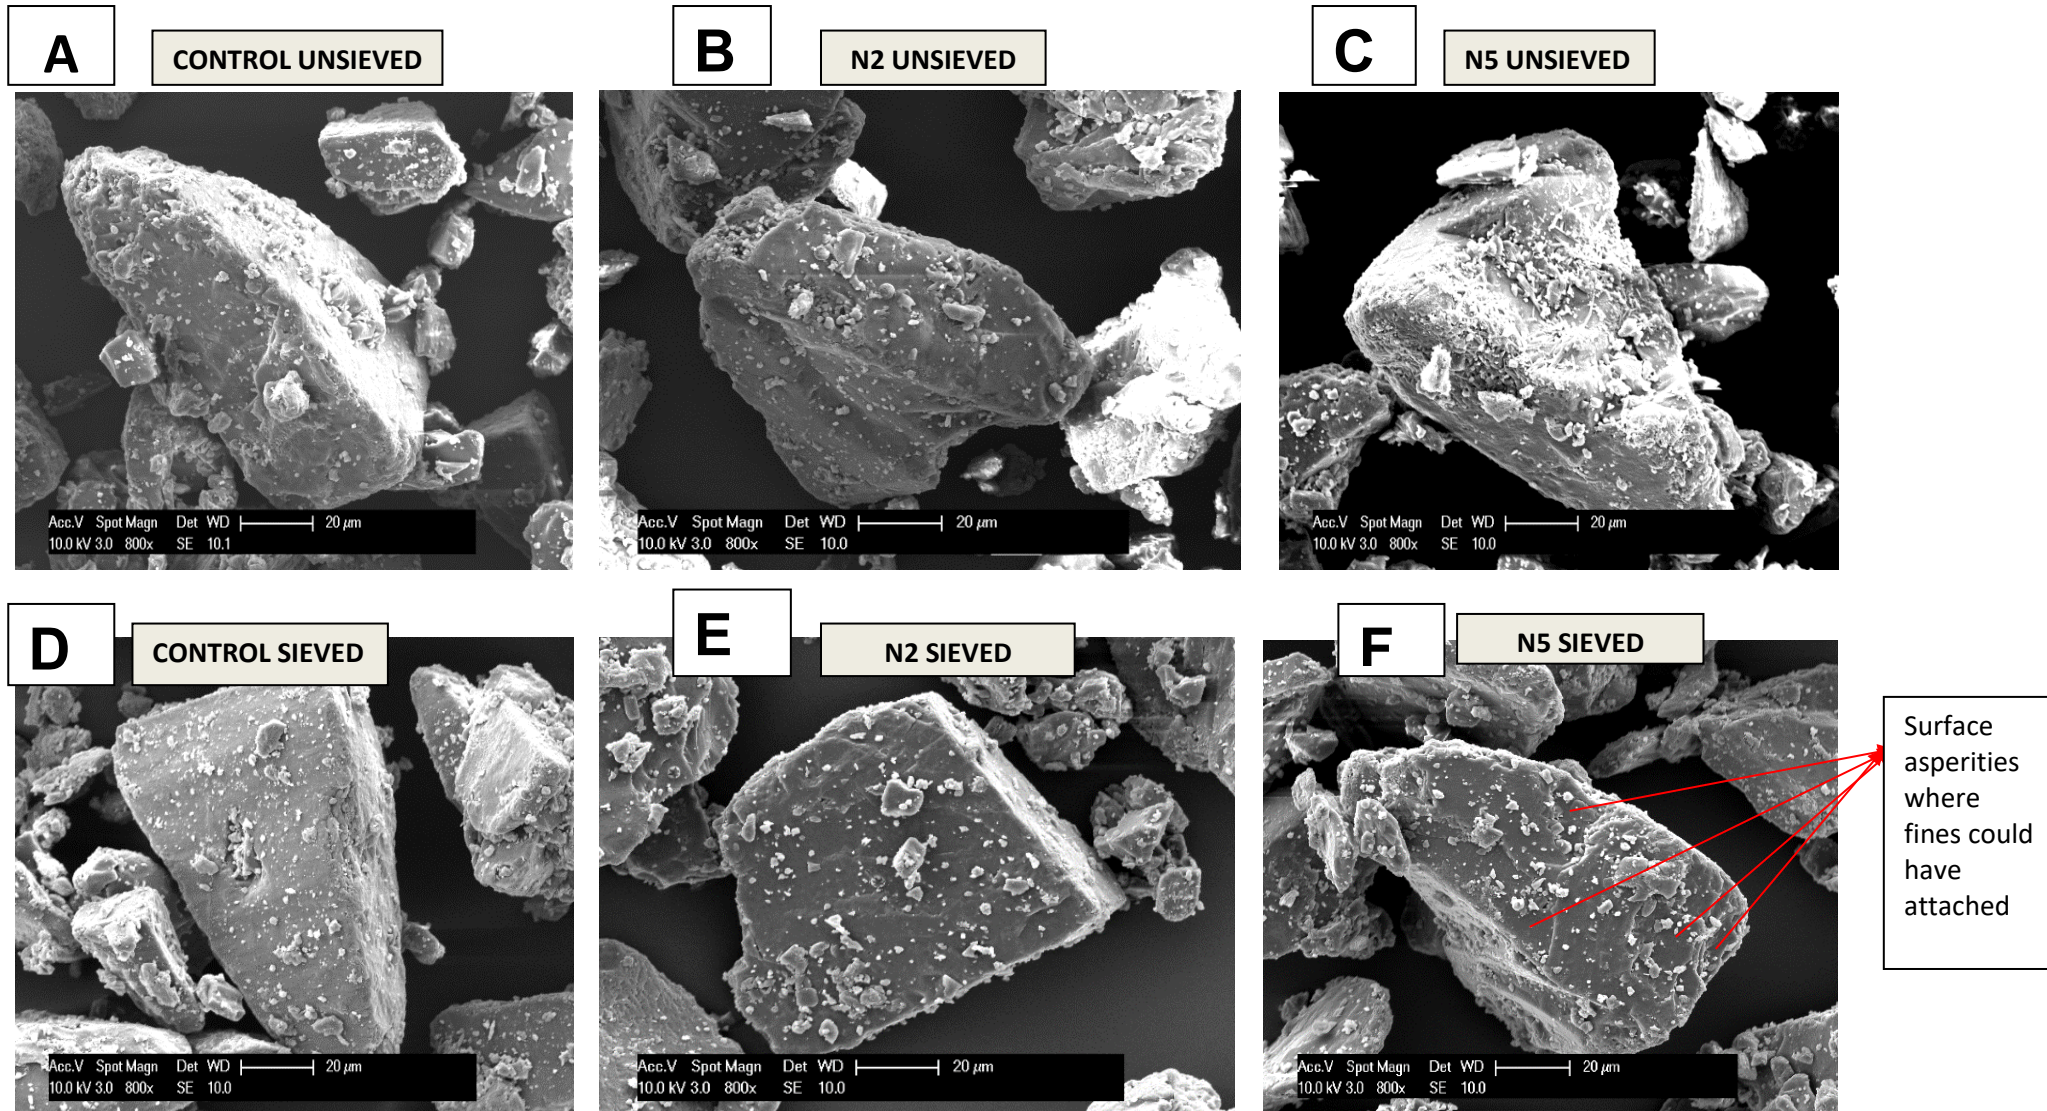 A
CONTROL UNSIEVED
B
N2 UNSIEVED
C
N5 UNSIEVED
Acc.V Spot Magn Det WD 20 µm
10.0 kV 3.0 800x SE 10.1
Acc.V Spot Magn Det WD 20 µm
10.0 kV 3.0 800x SE 10.0
Acc.V Spot Magn Det WD 20 µm
10.0 kV 3.0 800x SE 10.0
D
CONTROL SIEVED
E
N2 SIEVED
F
N5 SIEVED
Surface
asperities
where
fines could
have
attached
Acc.V Spot Magn Det WD 20 µm
10.0 kV 3.0 800x SE 10.0
Acc.V Spot Magn Det WD 20 µm
10.0 kV 3.0 800x SE 10.0
Acc.V Spot Magn Det WD 20 µm
10.0 kV 3.0 800x SE 10.0